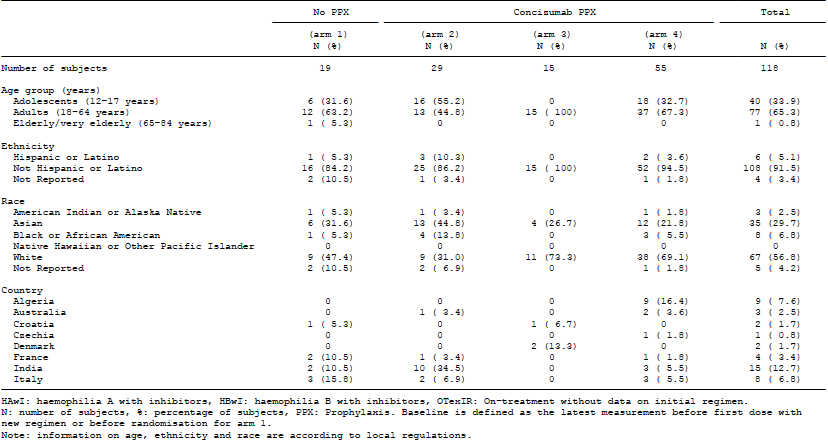 No PPX Concizumab PPX Total
(arm 1) (arm 2) (arm 3) (arm 4)
N (%) N (%) N (%) N (%) N (%)
Number of subjects 19 29 15 55 118
Age group (years)
Adolescents (12-17 years) 6 (31.6) 16 (55.2) 0 18 (32.7) 40 (33.9)
Adults (18-64 years) 12 (63.2) 13 (44.8) 15 ( 100) 37 (67.3) 77 (65.3)
Elderly/very elderly (65-84 years) 1 ( 5.3) 0 0 0 1 ( 0.8)
Ethnicity
Hispanic or Latino 1 ( 5.3) 3 (10.3) 0 2 ( 3.6) 6 ( 5.1)
Not Hispanic or Latino 16 (84.2) 25 (86.2) 15 ( 100) 52 (94.5) 108 (91.5)
Not Reported 2 (10.5) 1 ( 3.4) 0 1 ( 1.8) 4 ( 3.4)
Race
American Indian or Alaska Native 1 ( 5.3) 1 ( 3.4) 0 1 ( 1.8) 3 ( 2.5)
Asian 6 (31.6) 13 (44.8) 4 (26.7) 12 (21.8) 35 (29.7)
Black or African American 1 ( 5.3) 4 (13.8) 0 3 ( 5.5) 8 ( 6.8)
Native Hawaiian or Other Pacific Islander 0 0 0 0 0
White 9 (47.4) 9 (31.0) 11 (73.3) 38 (69.1) 67 (56.8)
Not Reported 2 (10.5) 2 ( 6.9) 0 1 ( 1.8) 5 ( 4.2)
Country
Algeria 0 0 0 9 (16.4) 9 ( 7.6)
Australia 0 1 ( 3.4) 0 2 ( 3.6) 3 ( 2.5)
Croatia 1 ( 5.3) 0 1 ( 6.7) 0 2 ( 1.7)
Czechia 0 0 0 1 ( 1.8) 1 ( 0.8)
Denmark 0 0 2 (13.3) 0 2 ( 1.7)
France 2 (10.5) 1 ( 3.4) 0 1 ( 1.8) 4 ( 3.4)
India 2 (10.5) 10 (34.5) 0 3 ( 5.5) 15 (12.7)
Italy 3 (15.8) 2 ( 6.9) 0 3 ( 5.5) 8 ( 6.8)
HAwI: haemophilia A with inhibitors, HBwI: haemophilia B with inhibitors, OTexIR: On-treatment without data on initial regimen.
N: number of subjects, %: percentage of subjects, PPX: Prophylaxis. Baseline is defined as the latest measurement before first dose with
new regimen or before randomisation for arm 1.
Note: information on age, ethnicity and race are according to local regulations.